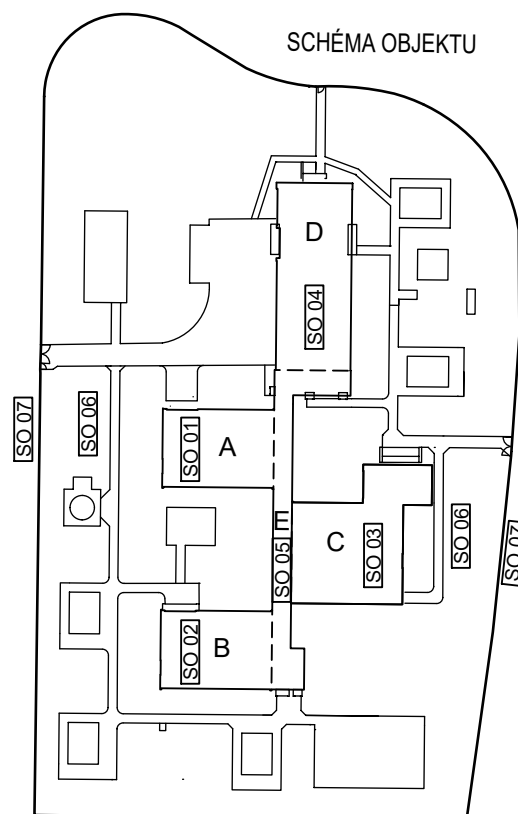 SCHÉMA OBJEKTU
D
SO 04
SO 07
SO 06
SO 01
A
E
SO 05
C
SO 03
SO 06
SO 07
SO 02
B